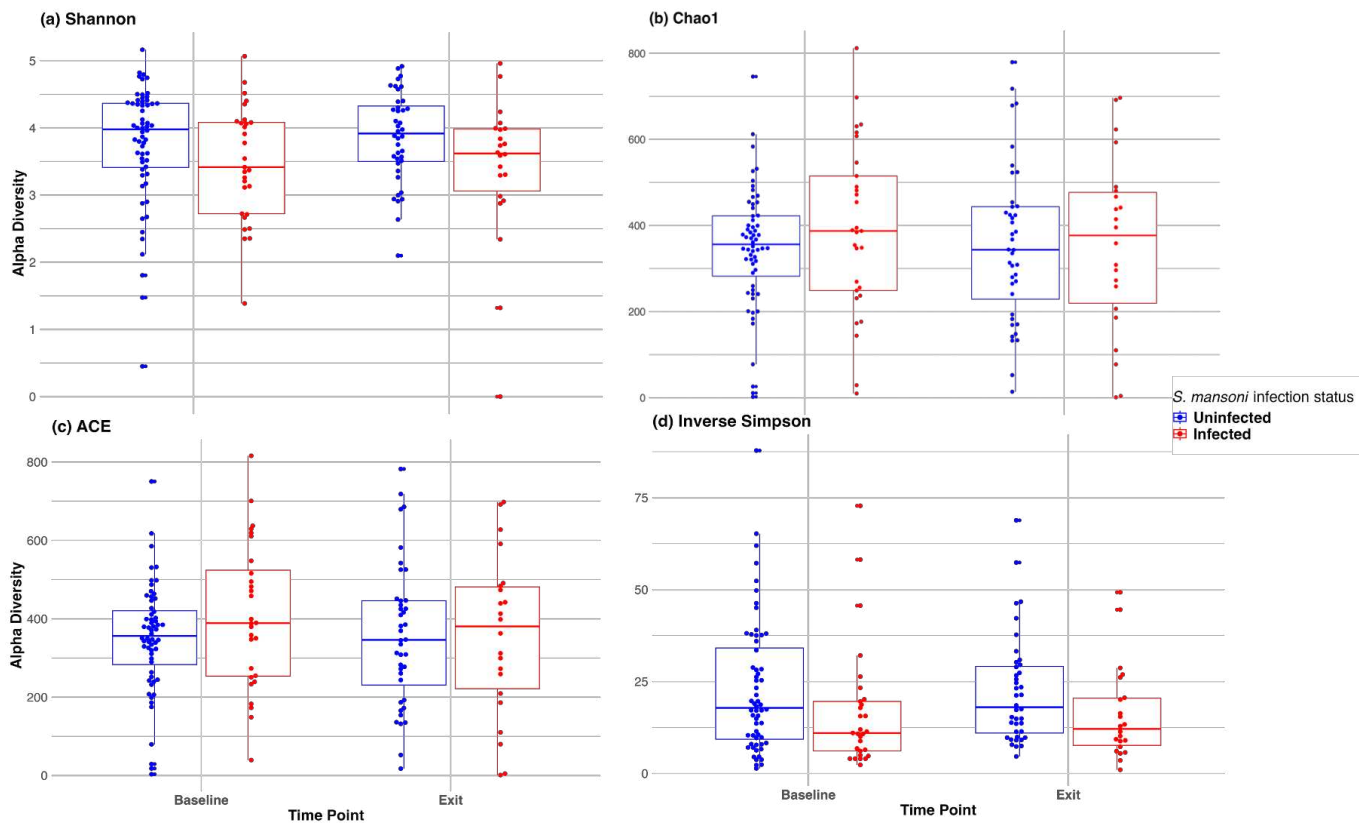 (a) Shannon
5
4
3
2
1
0
Alpha Diversity
(b) Chao1
800
600
400
200
0
S. mansoni infection status
Uninfected
Infected
(c) ACE
800
600
400
200
0
Alpha Diversity
Baseline
Exit
Time Point
(d) Inverse Simpson
75
50
25
0
Baseline
Exit
Time Point